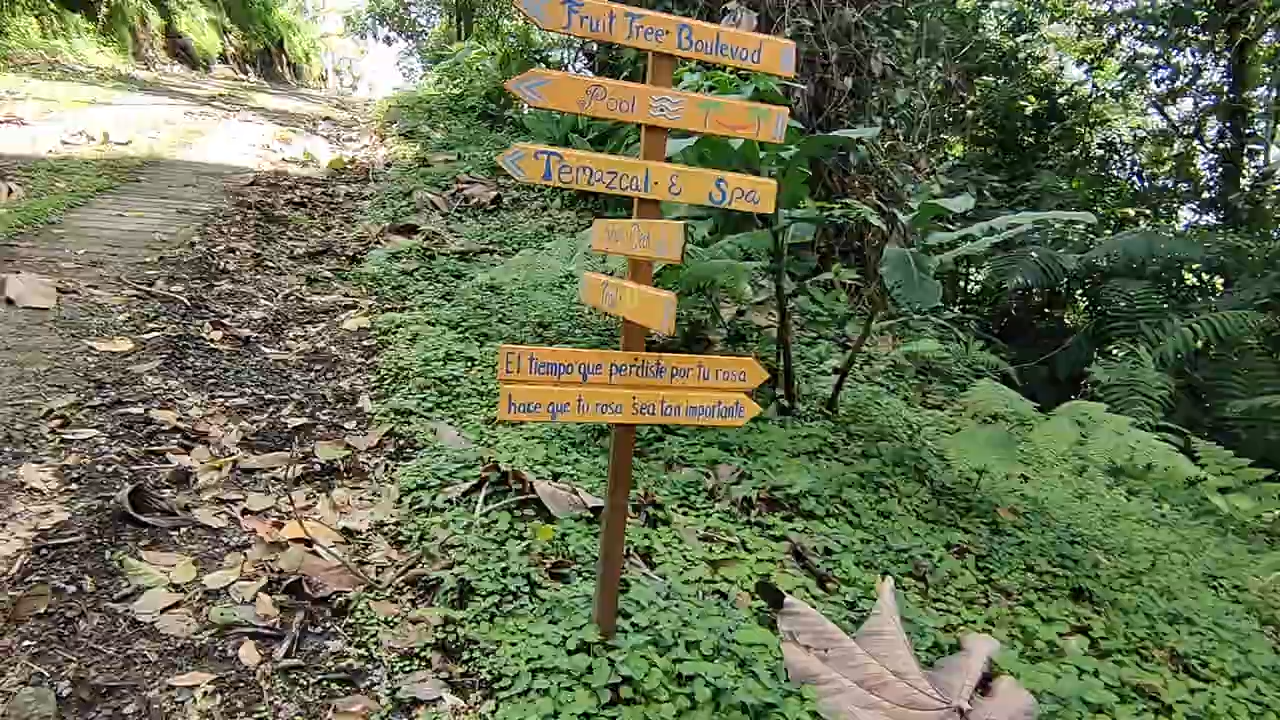 Fruit Tree Boulevod
Pool
Temazcal & Spa
El tiempo que perdiste por tu rosa
hace que tu rosa sea tan importante